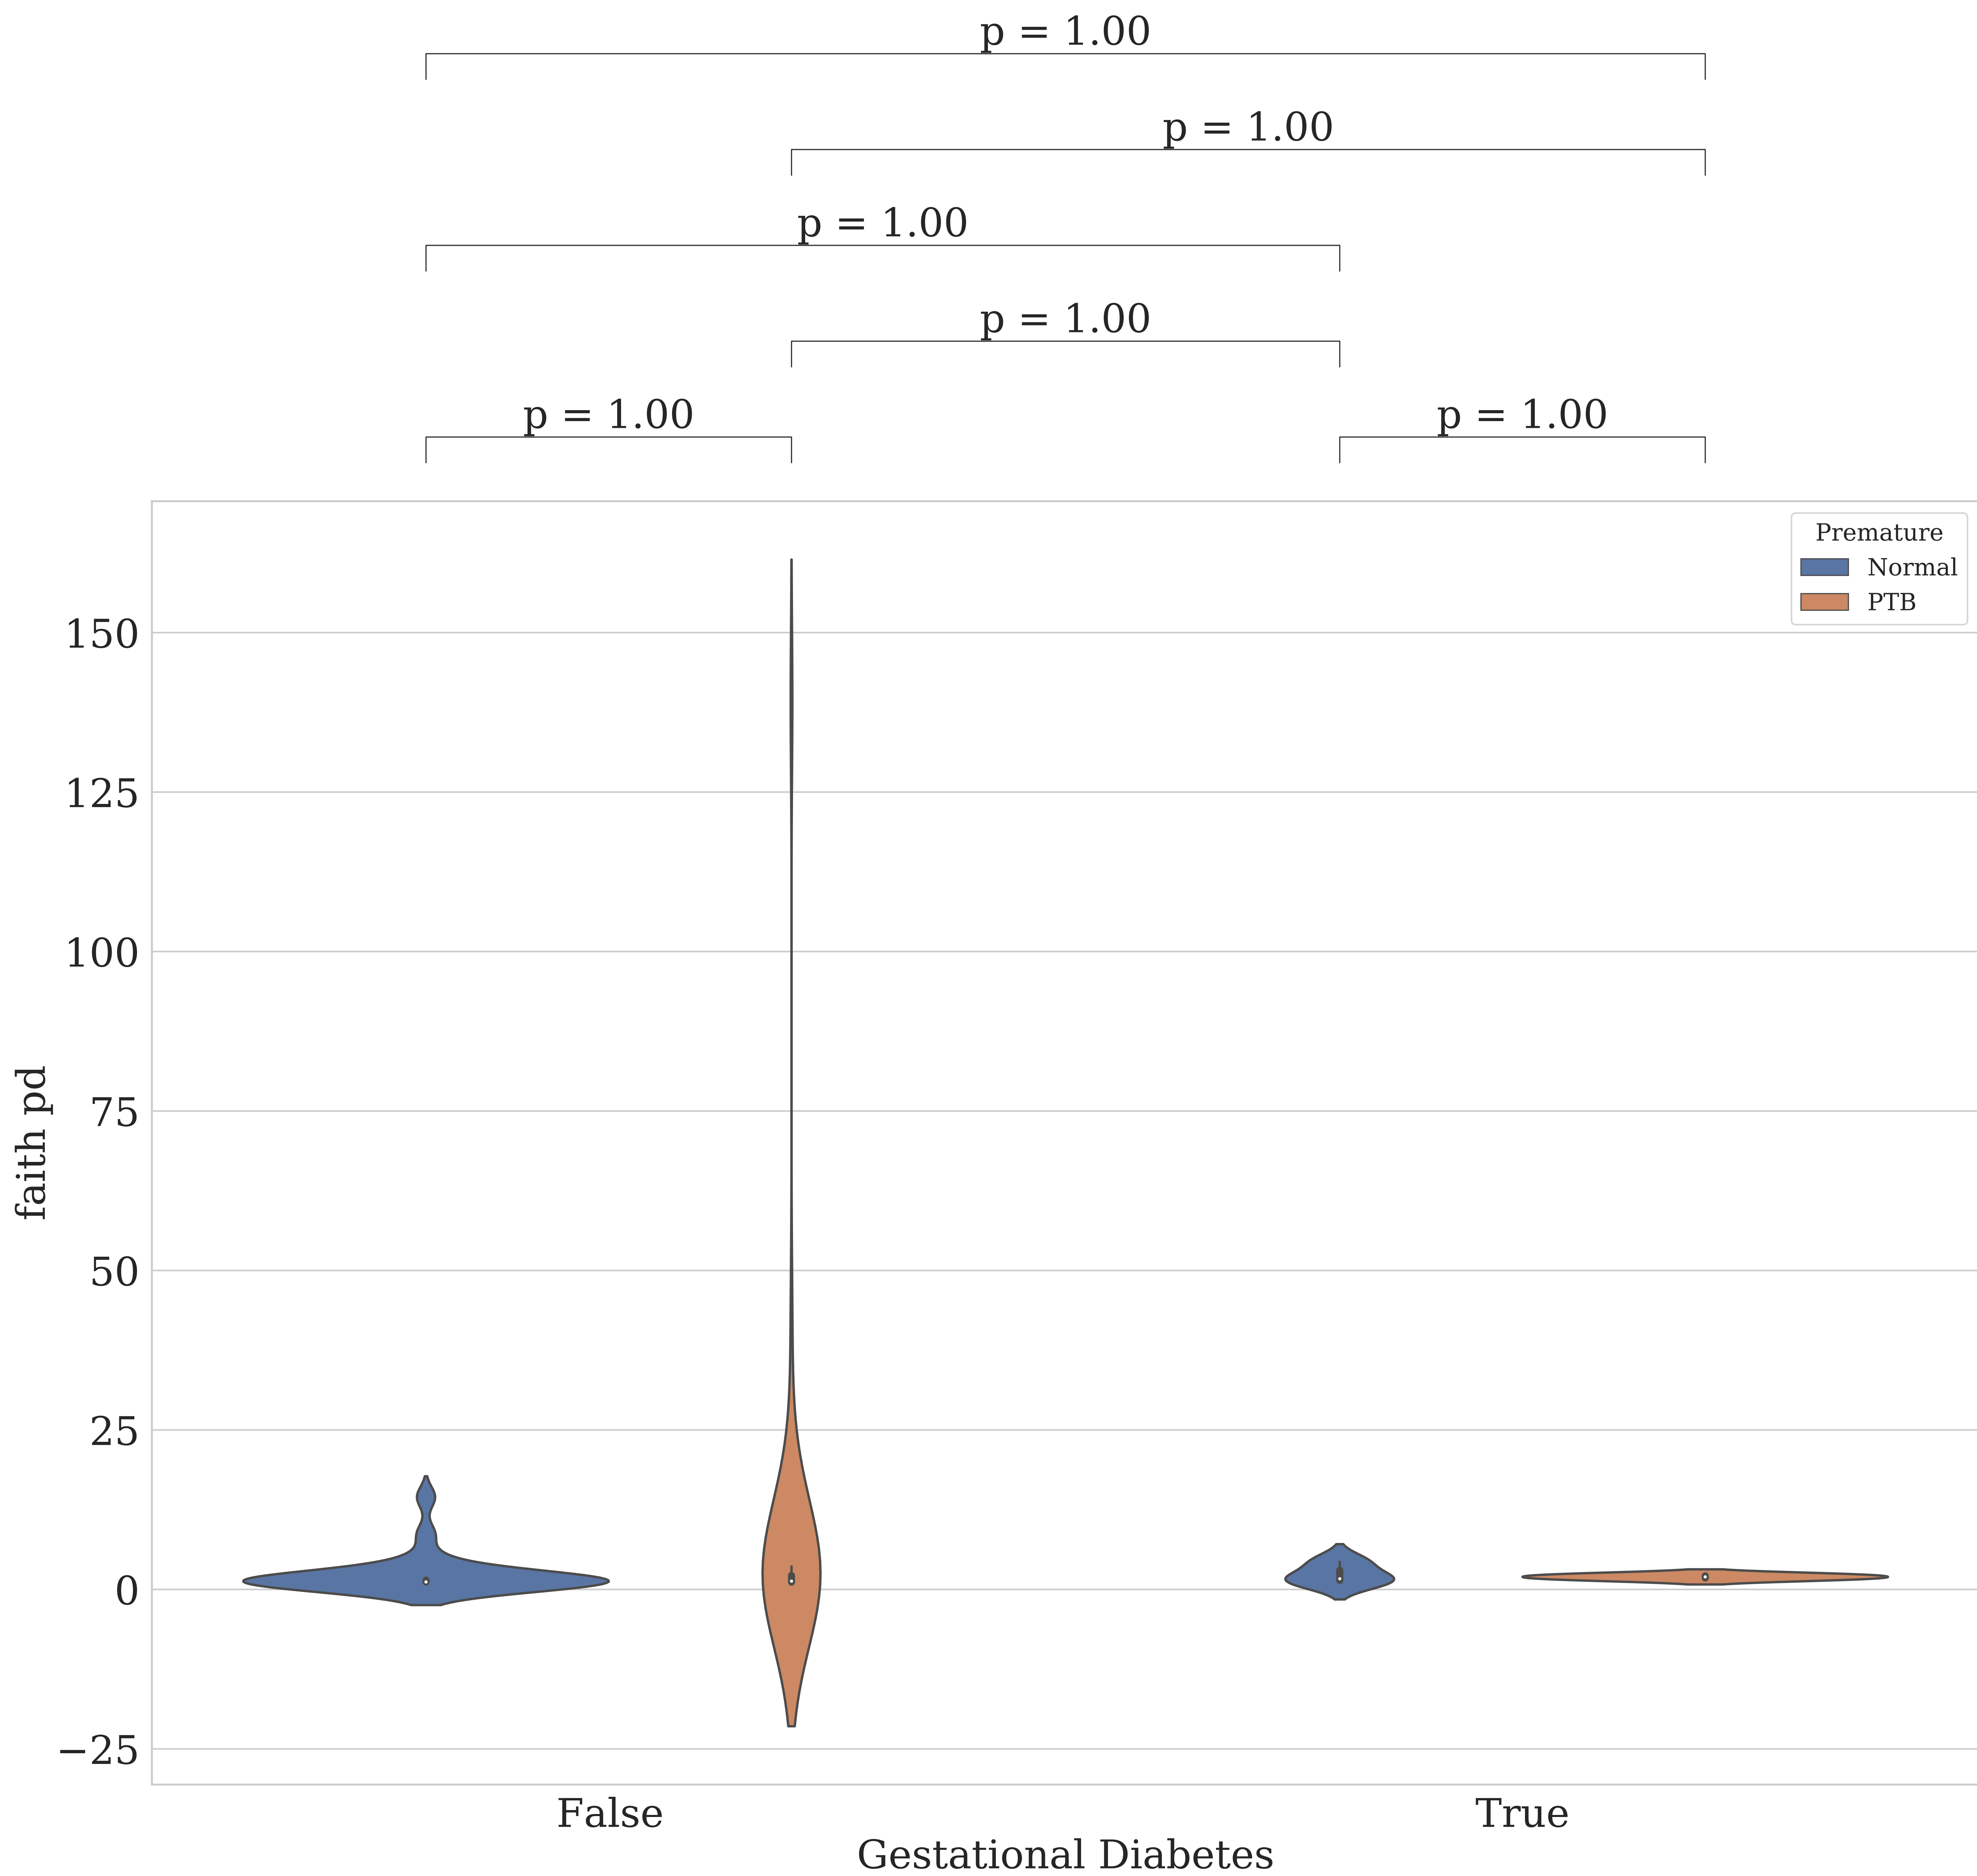 p = 1.00
p = 1.00
p = 1.00
p = 1.00
p = 1.00
p = 1.00
Premature
Normal
PTB
150
125
100
75
50
25
0
−25
faith pd
False
True
Gestational Diabetes